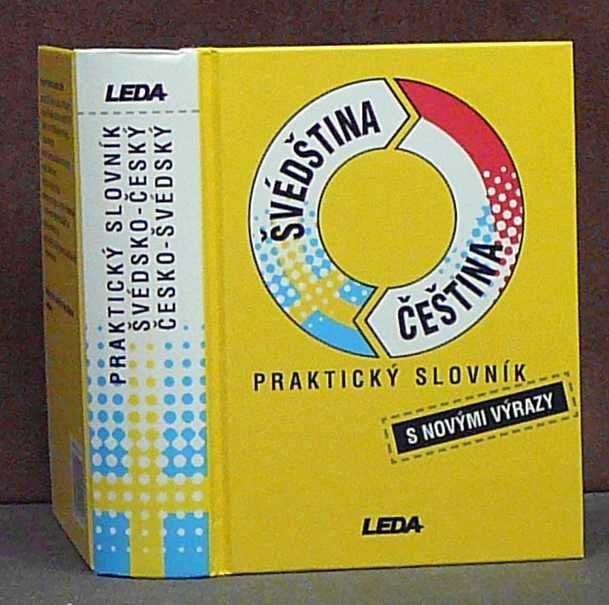 LEDA
PRAKTICKÝ SLOVNÍK
ŠVÉDSKO-ČESKÝ
ČESKO-ŠVÉDSKÝ
ŠVÉDŠTINA
ČEŠTINA
PRAKTICKÝ SLOVNÍK
S NOVÝMI VÝRAZY
LEDA